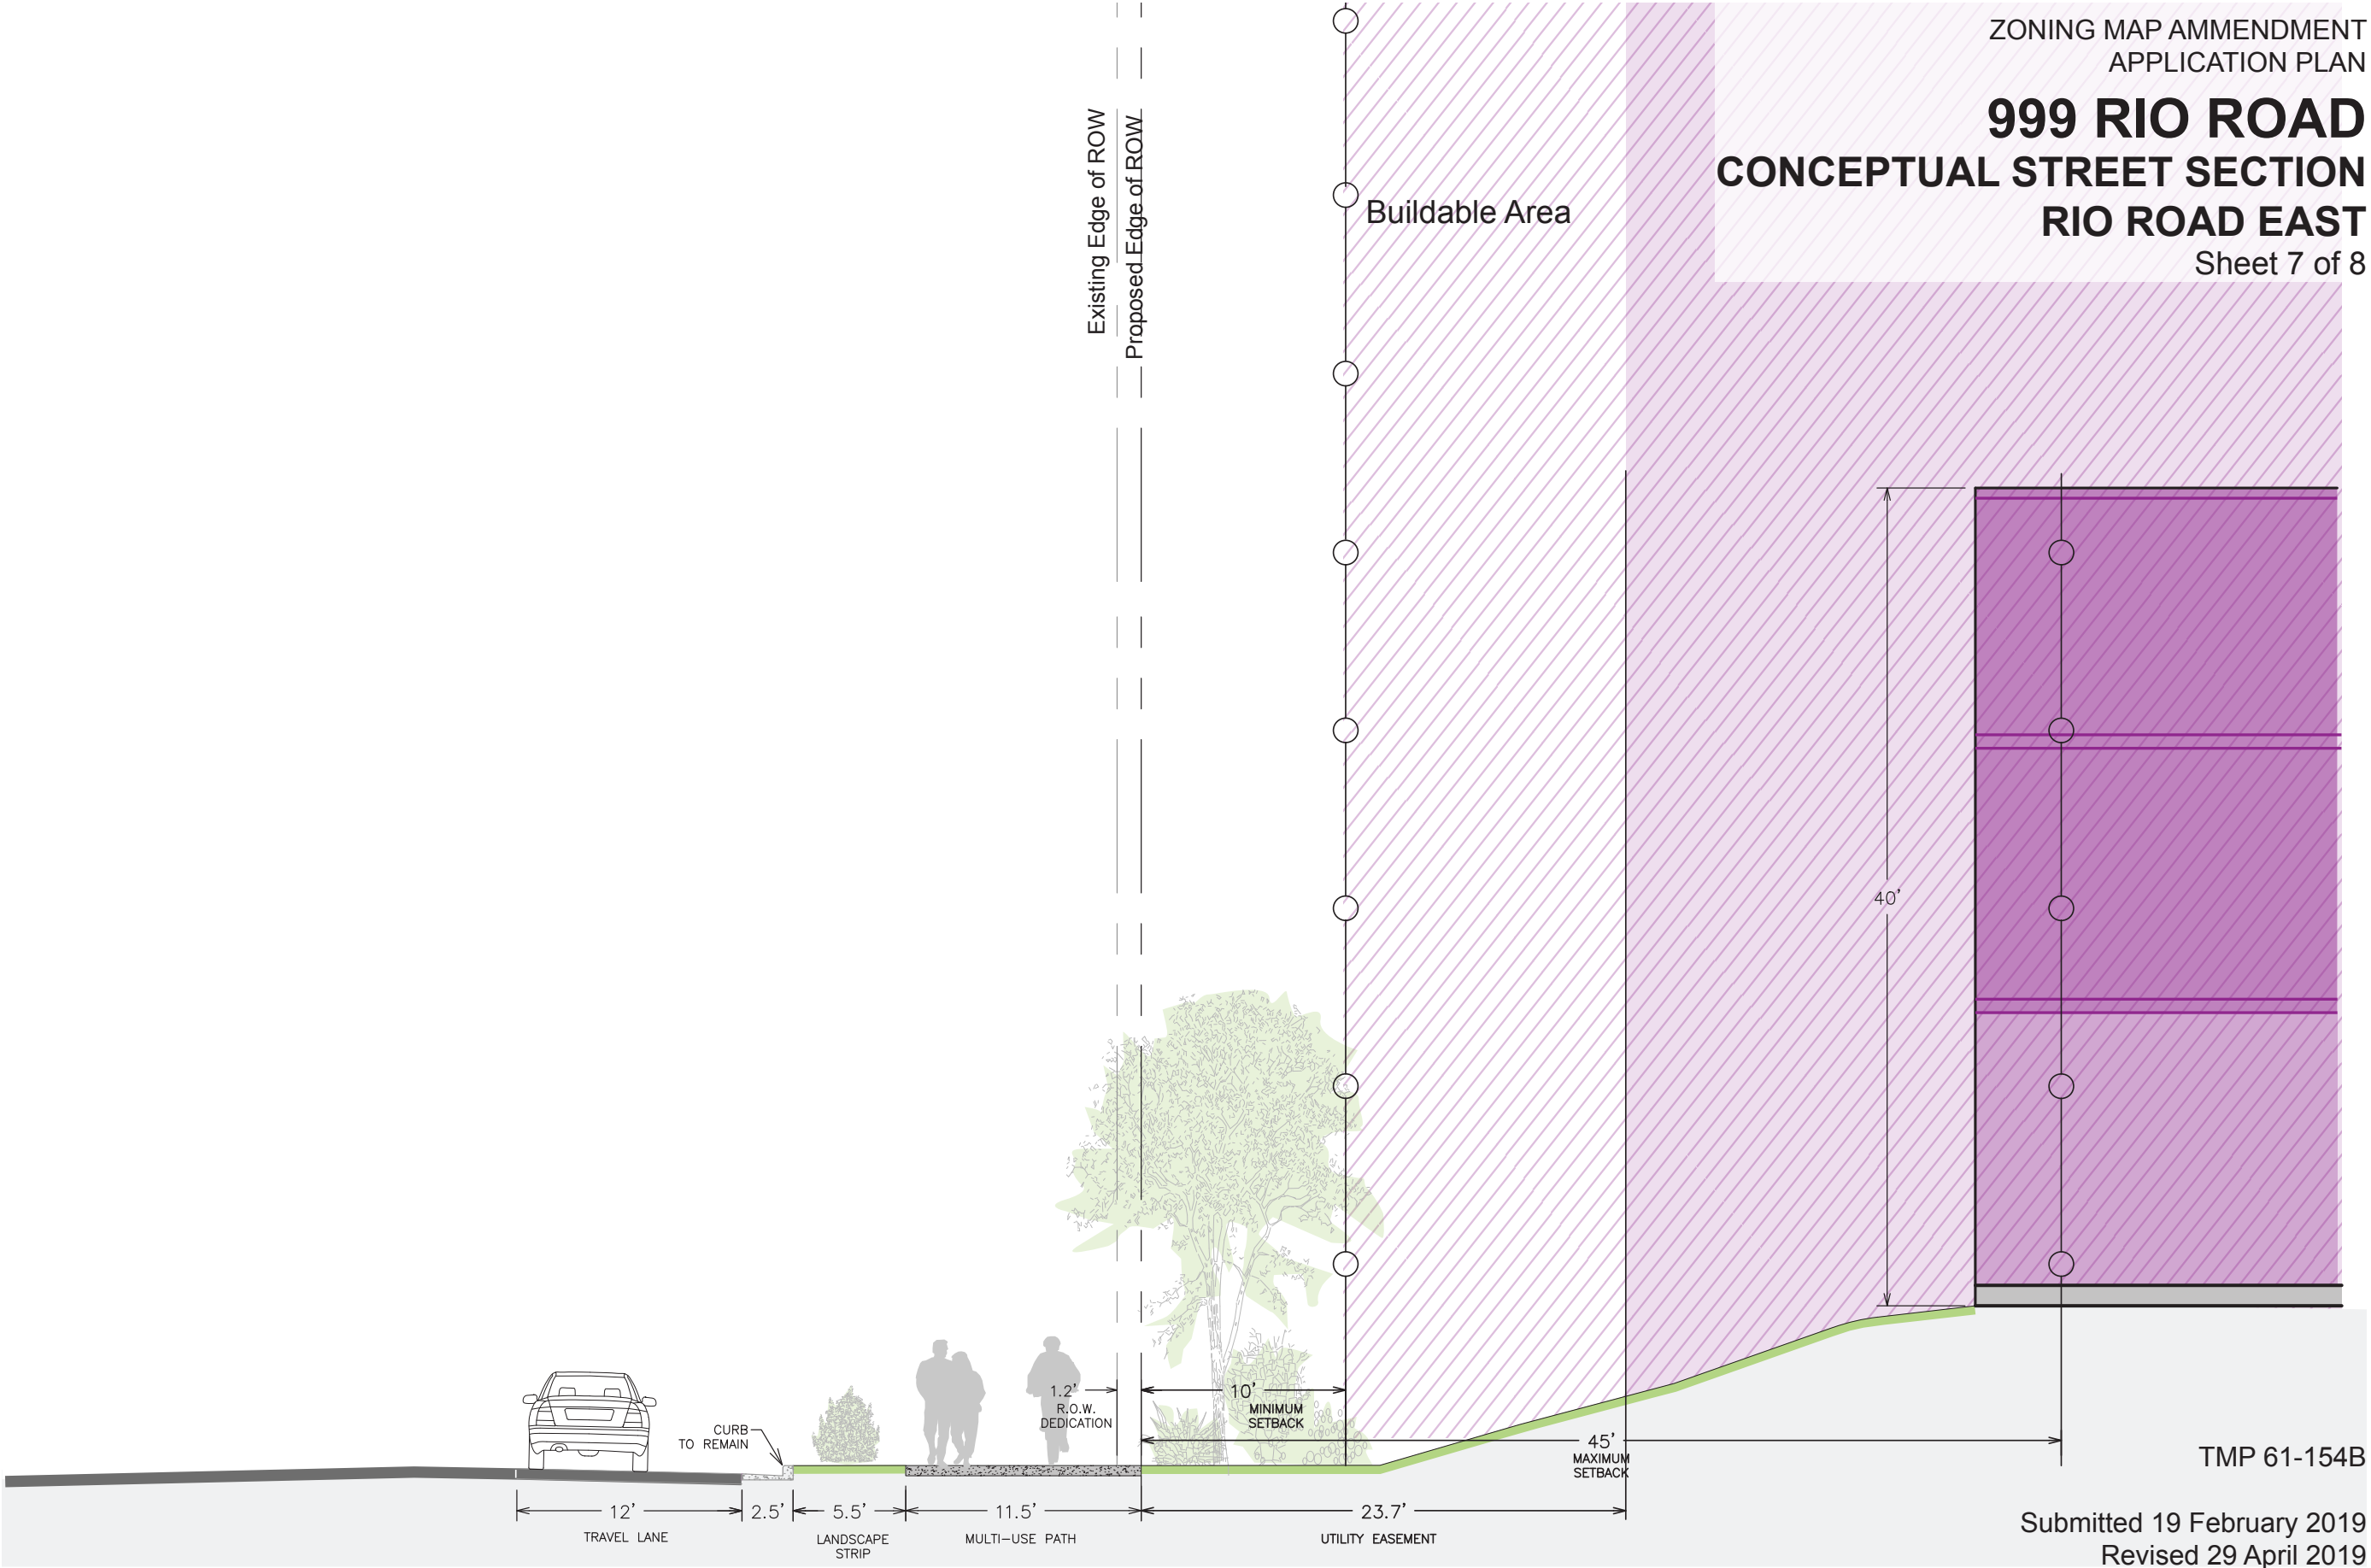 ZONING MAP AMMENDMENT
APPLICATION PLAN
999 RIO ROAD
CONCEPTUAL STREET SECTION
RIO ROAD EAST
Sheet 7 of 8
Existing Edge of ROW
Proposed Edge of ROW
Buildable Area
40'
1.2'
R.O.W.
DEDICATION
10'
MINIMUM
SETBACK
CURB
TO REMAIN
45'
MAXIMUM
SETBACK
TMP 61-154B
12'
TRAVEL LANE
2.5'
5.5'
LANDSCAPE
STRIP
11.5'
MULTI-USE PATH
23.7'
UTILITY EASEMENT
Submitted 19 February 2019
Revised 29 April 2019